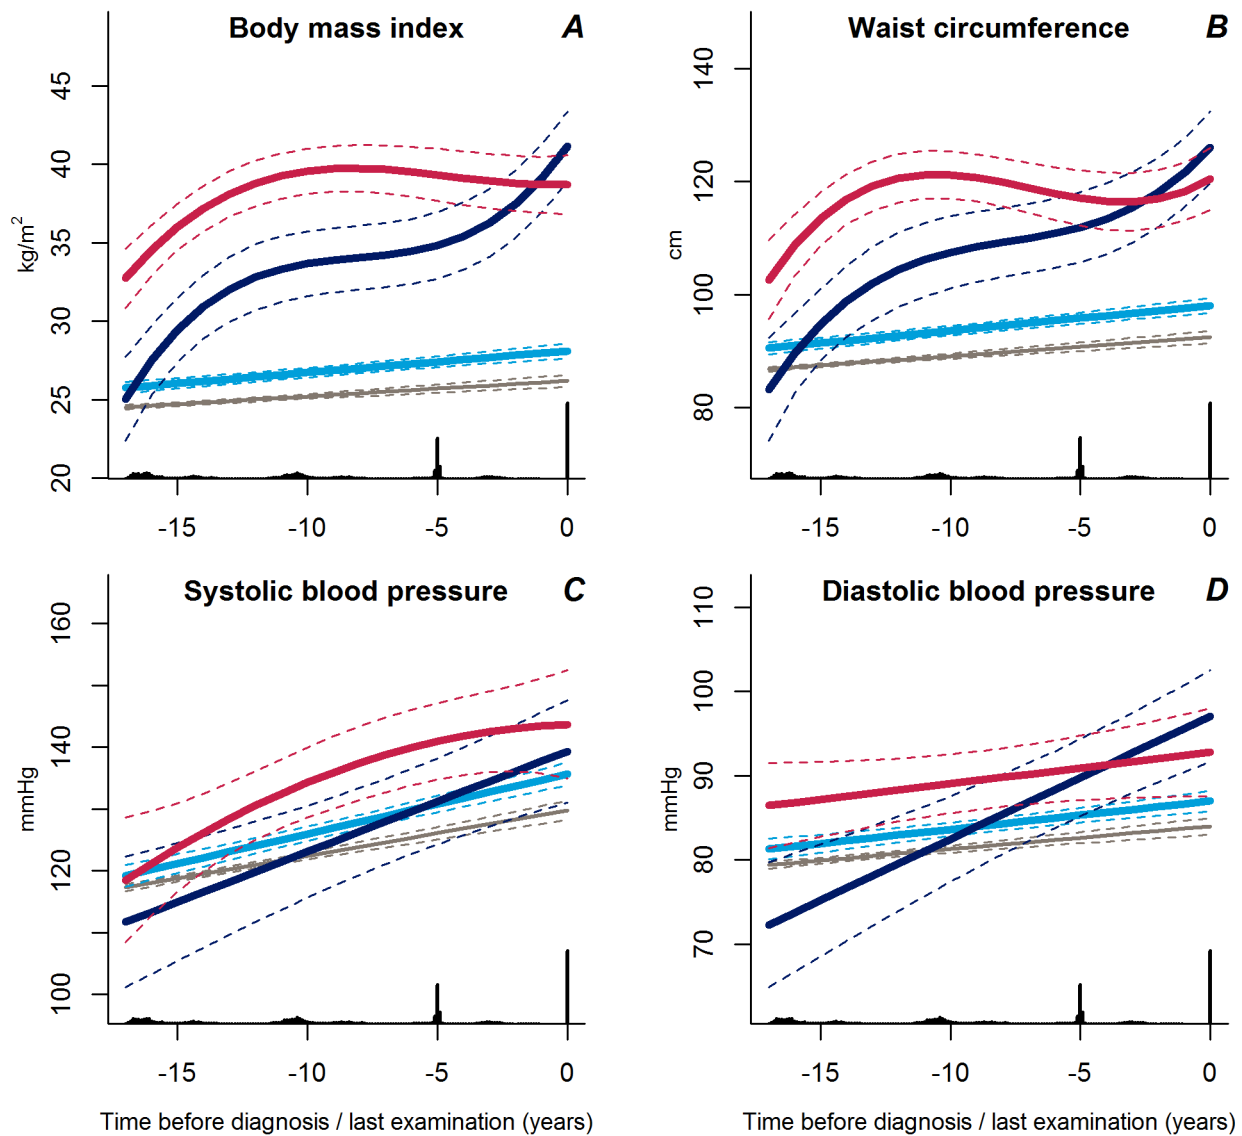 Body mass index A
45
40
35
30
25
20
kg/m²
-15 -10 -5 0
Waist circumference B
140
120
100
80
cm
-15 -10 -5 0
Systolic blood pressure C
160
140
120
100
mmHg
-15 -10 -5 0
Time before diagnosis / last examination (years)
Diastolic blood pressure D
110
100
90
80
70
mmHg
-15 -10 -5 0
Time before diagnosis / last examination (years)